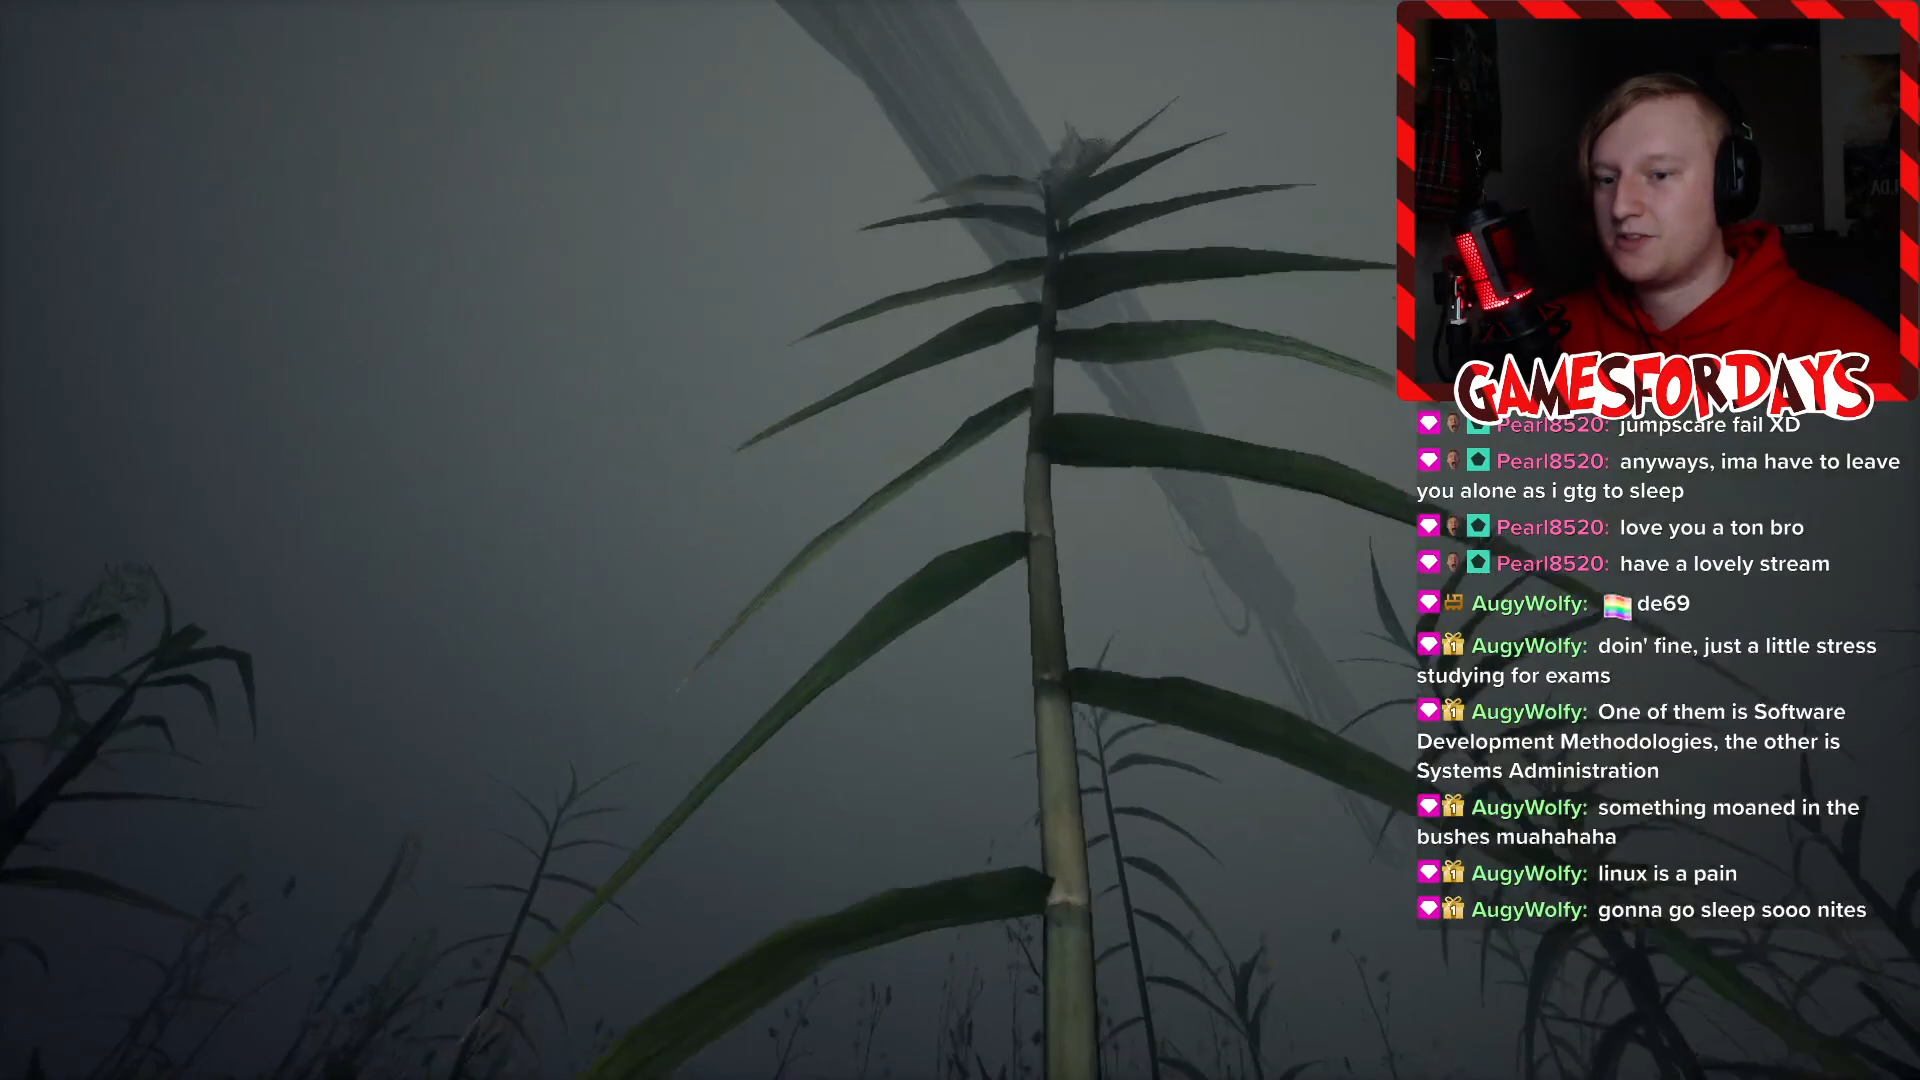 GAMESFORDAYS
Pearl8520: jumpscare fail XD
Pearl8520: anyways, ima have to leave
you alone as i gtg to sleep
Pearl8520: love you a ton bro
Pearl8520: have a lovely stream
AugyWolfy: de69
AugyWolfy: doin' fine, just a little stress
studying for exams
AugyWolfy: One of them is Software
Development Methodologies, the other is
Systems Administration
AugyWolfy: something moaned in the
bushes muahahaha
AugyWolfy: linux is a pain
AugyWolfy: gonna go sleep sooo nites